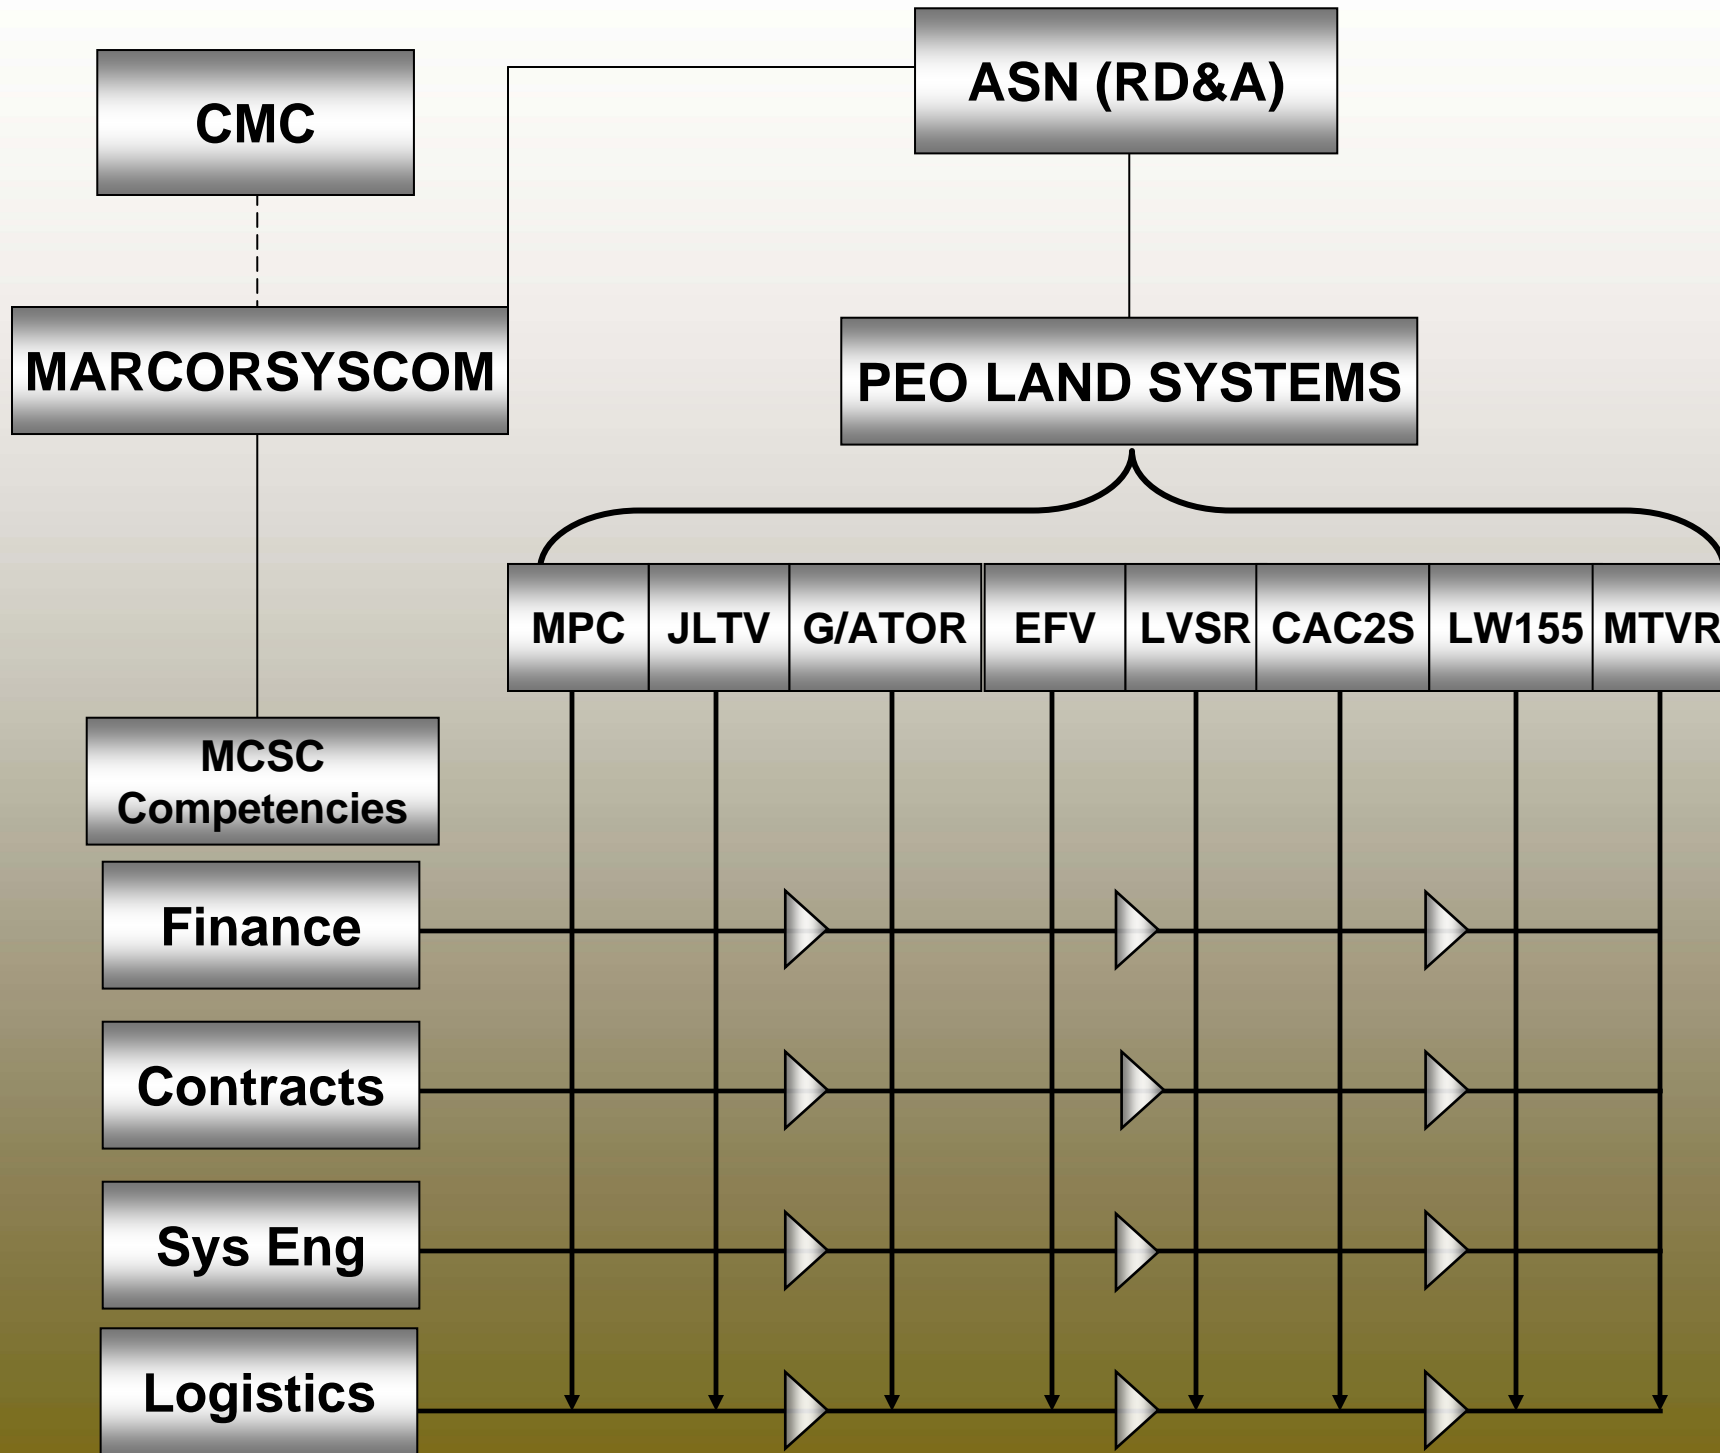 CMC
ASN (RD&A)
MARCORSYSCOM
PEO LAND SYSTEMS
MPC
JLTV
G/ATOR
EFV
LVSR
CAC2S
LW155
MTVR
MCSC
Competencies
Finance
Contracts
Sys Eng
Logistics